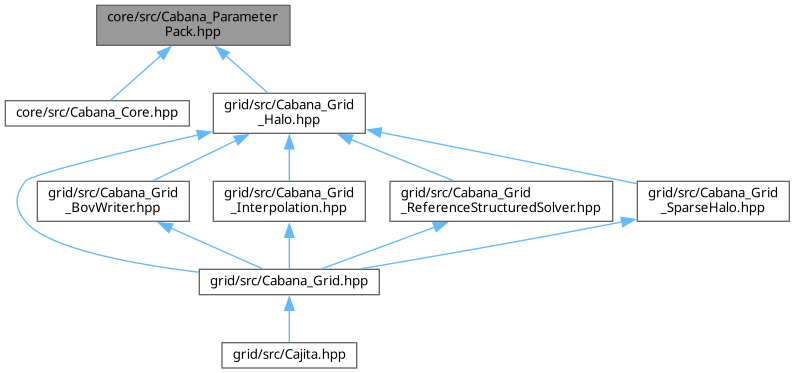 core/src/Cabana_Parameter
Pack.hpp
core/src/Cabana_Core.hpp
grid/src/Cabana_Grid
_Halo.hpp
grid/src/Cabana_Grid
_BovWriter.hpp
grid/src/Cabana_Grid
_Interpolation.hpp
grid/src/Cabana_Grid
_ReferenceStructuredSolver.hpp
grid/src/Cabana_Grid
_SparseHalo.hpp
grid/src/Cabana_Grid.hpp
grid/src/Cajita.hpp